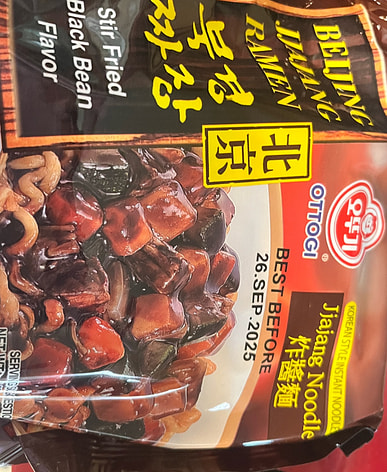 BEIJING
JJAJANG
RAMEN
북경
짜장
Stir Fried
Black Bean
Flavor
北京
오뚜기
OTTOGI
®
BEST BEFORE
26.SEP.2025
KOREAN STYLE INSTANT NOODLE
Jjajang Noodle
炸醬麵